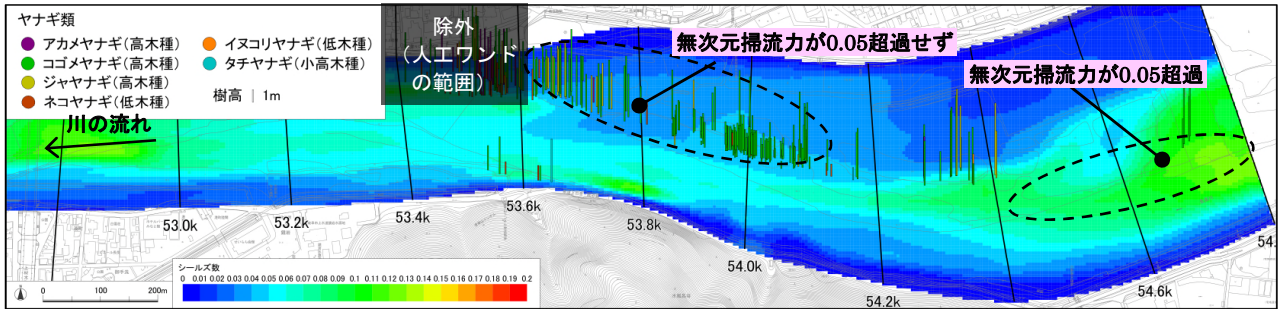 ヤナギ類
アカメヤナギ(高木種)
コゴメヤナギ(高木種)
ジャヤナギ(高木種)
ネコヤナギ(低木種)
イヌコリヤナギ(低木種)
タチヤナギ(小高木種)
樹高 | 1m
除外
(人工ワンド
の範囲)
無次元掃流力が0.05超過せず
無次元掃流力が0.05超過
川の流れ
53.0k
53.2k
53.4k
53.6k
53.8k
54.0k
54.2k
54.6k
シールズ数
0 0.01 0.02 0.03 0.04 0.05 0.06 0.07 0.08 0.09 0.1 0.11 0.12 0.13 0.14 0.15 0.16 0.17 0.18 0.19 0.2
0 100 200m